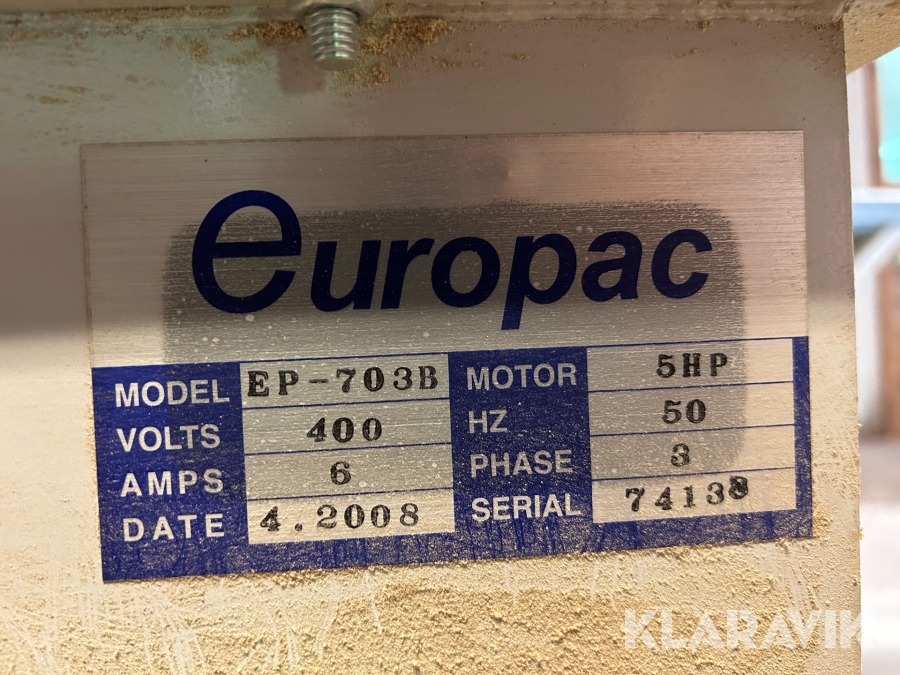 europac
MODEL EP-703B MOTOR 5HP
VOLTS 400 HZ 50
AMPS 6 PHASE 3
DATE 4.2008 SERIAL 74138
KLARAVIK